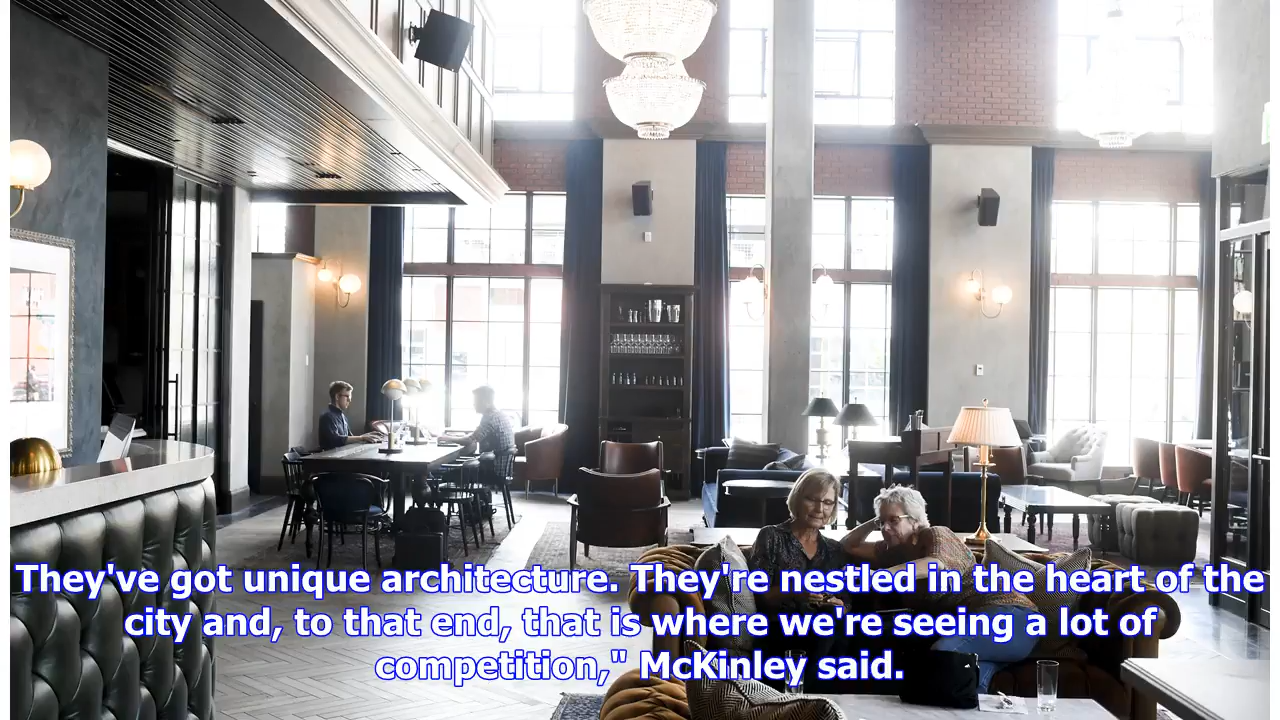 They've got unique architecture. They're nestled in the heart of the
city and, to that end, that is where we're seeing a lot of
competition," McKinley said.